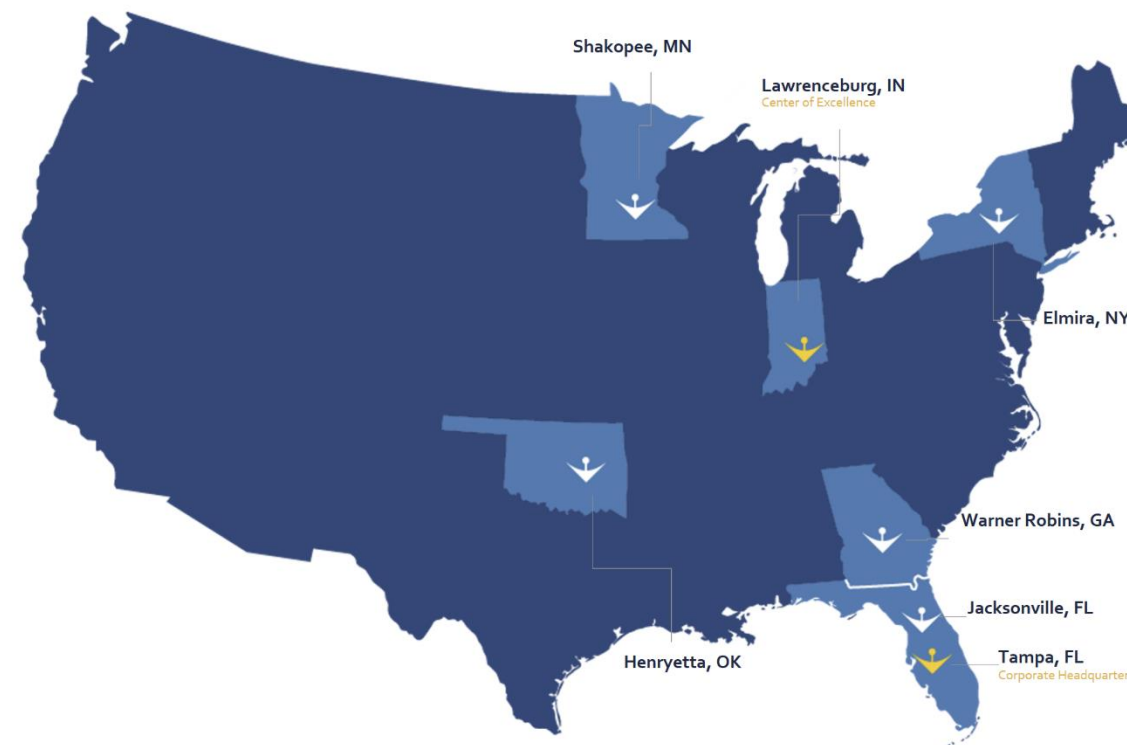 Shakopee, MN
Lawrenceburg, IN
Center of Excellence
Elmira, NY
Warner Robins, GA
Jacksonville, FL
Henryetta, OK
Tampa, FL
Corporate Headquarter